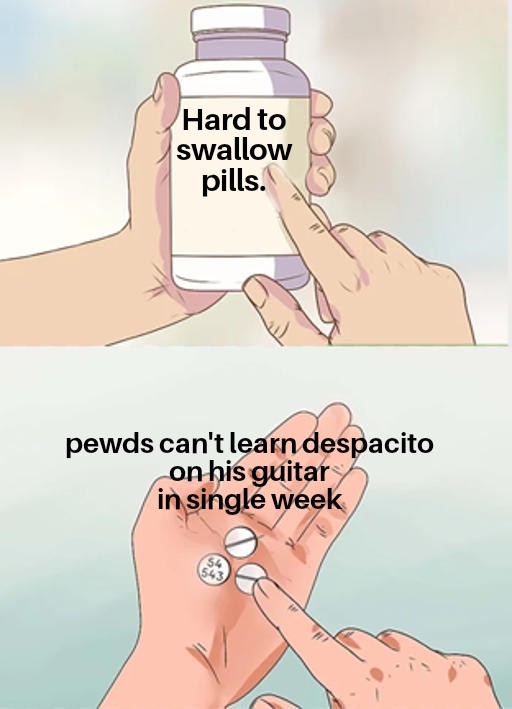 Hard to
swallow
pills.
pewds can't learn despacito
on his guitar
in single week
54
543